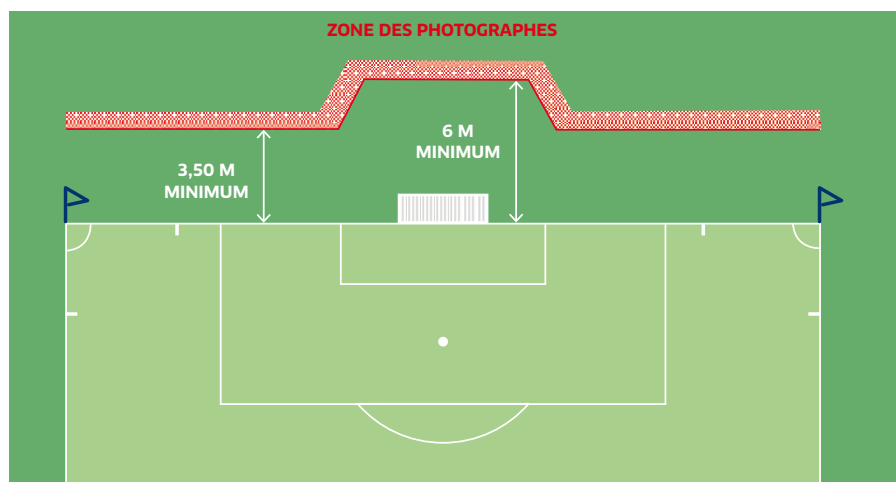 ZONE DES PHOTOGRAPHES
6 M
MINIMUM
3,50 M
MINIMUM